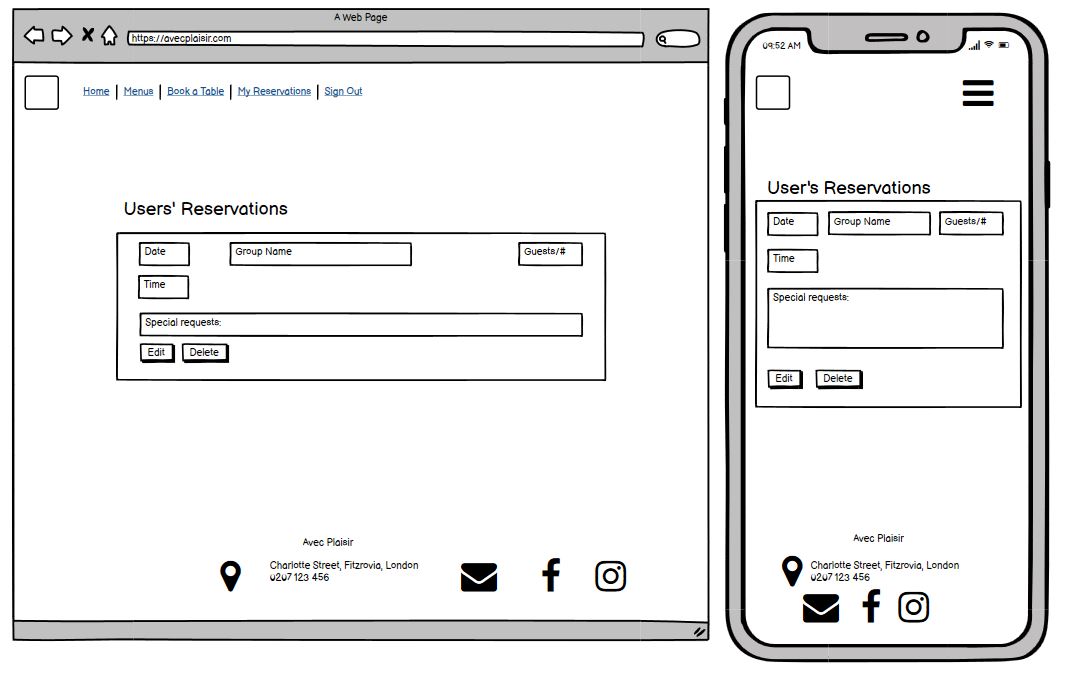 A Web Page
https://avecplaisir.com
Home | Menus | Book a Table | My Reservations | Sign Out
Users' Reservations
Date
Group Name
Guests/#
Time
Special requests:
Edit
Delete
Avec Plaisir
Charlotte Street, Fitzrovia, London
0207 123 456
09:52 AM
User's Reservations
Date
Group Name
Guests/#
Time
Special requests:
Edit
Delete
Avec Plaisir
Charlotte Street, Fitzrovia, London
0207 123 456